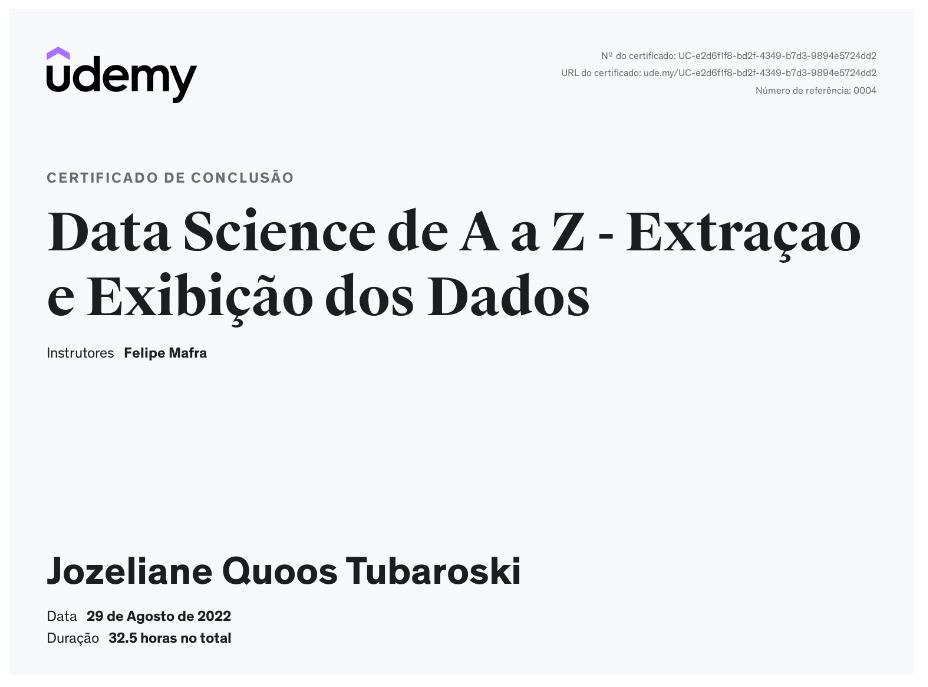 udemy
Nº do certificado: UC-e2d6f1f8-bd2f-4349-b7d3-9894e5724dd2
URL do certificado: ude.my/UC-e2d6f1f8-bd2f-4349-b7d3-9894e5724dd2
Número de referência: 0004
CERTIFICADO DE CONCLUSÃO
Data Science de A a Z - Extraçao
e Exibição dos Dados
Instrutores Felipe Mafra
Jozeliane Quoos Tubaroski
Data 29 de Agosto de 2022
Duração 32.5 horas no total